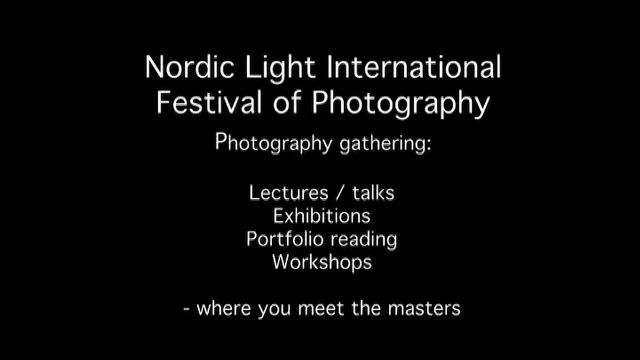 Nordic Light International
Festival of Photography
Photography gathering:
Lectures / talks
Exhibitions
Portfolio reading
Workshops
- where you meet the masters